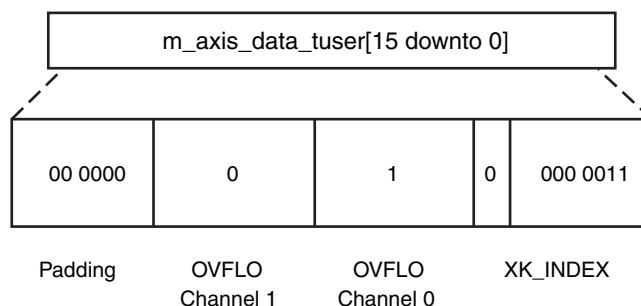 m_axis_data_tuser[15 downto 0]
00 0000 0 1 0 000 0011
Padding OVFLO OVFLO XK_INDEX
Channel 1 Channel 0